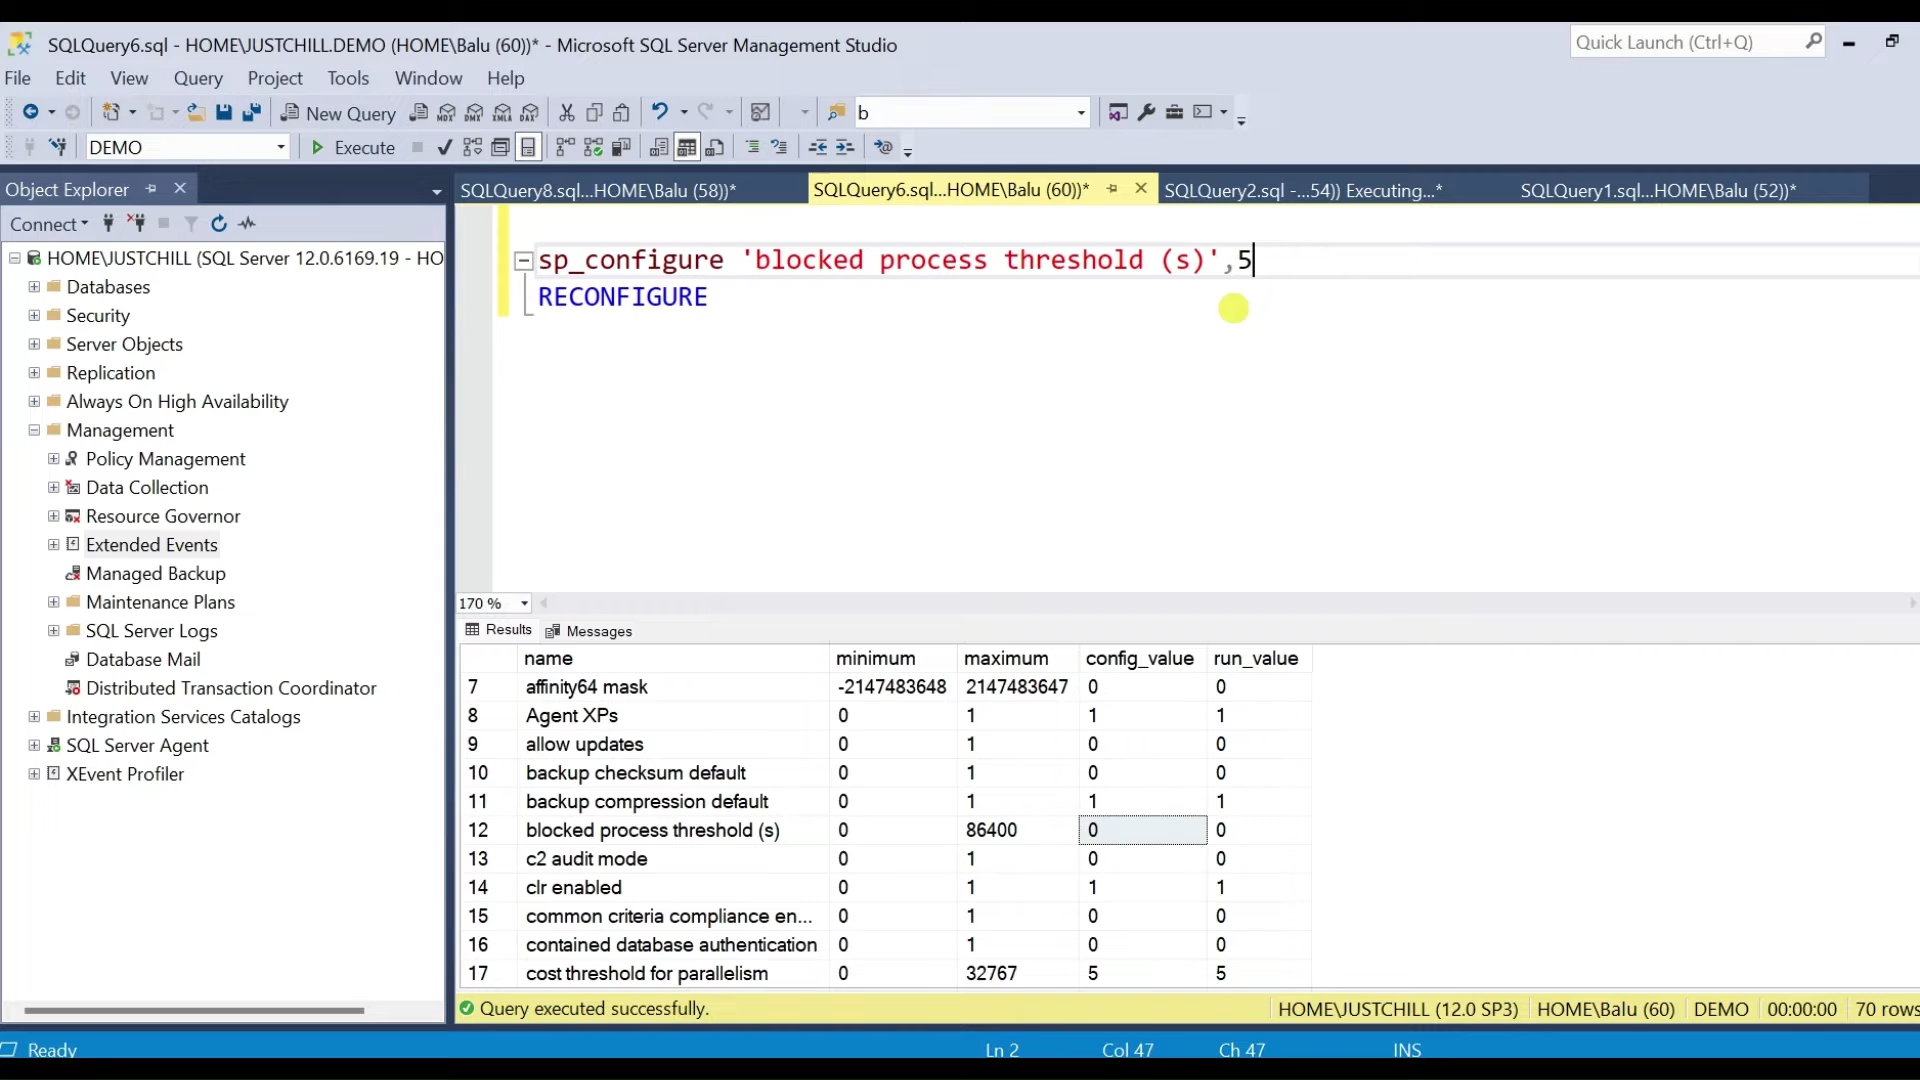 SQLQuery6.sql - HOME\JUSTCHILL.DEMO (HOME\Balu (60))* - Microsoft SQL Server Management Studio
Quick Launch (Ctrl+Q)
File Edit View Query Project Tools Window Help
New Query MDX DMX XMLA DAX b
DEMO Execute
Object Explorer
SQLQuery8.sql...HOME\Balu (58))*
SQLQuery6.sql...HOME\Balu (60))*
SQLQuery2.sql -...54)) Executing...*
SQLQuery1.sql...HOME\Balu (52))*
Connect
HOME\JUSTCHILL (SQL Server 12.0.6169.19 - HO
Databases
Security
Server Objects
Replication
Always On High Availability
Management
Policy Management
Data Collection
Resource Governor
Extended Events
Managed Backup
Maintenance Plans
SQL Server Logs
Database Mail
Distributed Transaction Coordinator
Integration Services Catalogs
SQL Server Agent
XEvent Profiler
sp_configure 'blocked process threshold (s)',5
RECONFIGURE
170 %
Results Messages
name minimum maximum config_value run_value
7 affinity64 mask -2147483648 2147483647 0 0
8 Agent XPs 0 1 1 1
9 allow updates 0 1 0 0
10 backup checksum default 0 1 0 0
11 backup compression default 0 1 1 1
12 blocked process threshold (s) 0 86400 0 0
13 c2 audit mode 0 1 0 0
14 clr enabled 0 1 1 1
15 common criteria compliance en... 0 1 0 0
16 contained database authentication 0 1 0 0
17 cost threshold for parallelism 0 32767 5 5
Query executed successfully. HOME\JUSTCHILL (12.0 SP3) HOME\Balu (60) DEMO 00:00:00 70 rows
Ready Ln 2 Col 47 Ch 47 INS